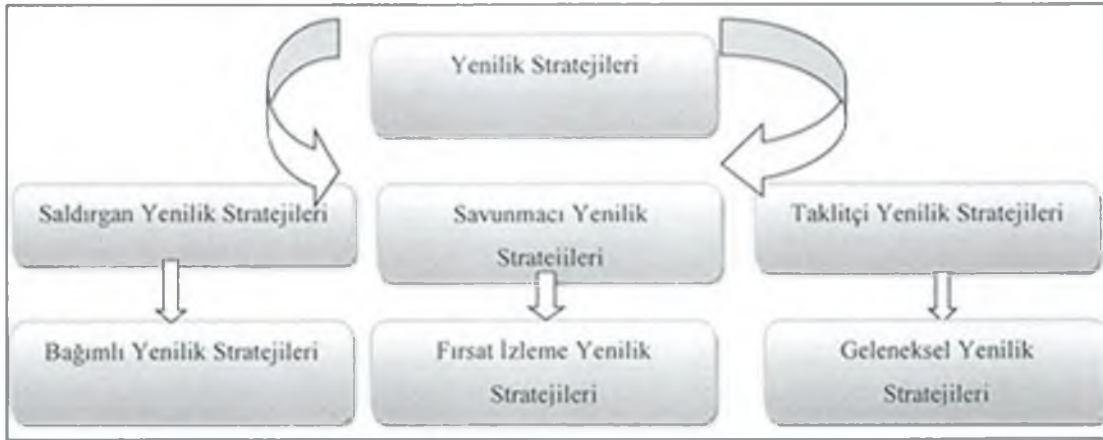 Yenilik Stratejileri
Saldırgan Yenilik Stratejileri
Savunmacı Yenilik
Stratejileri
Taklitçi Yenilik Stratejileri
Bağımlı Yenilik Stratejileri
Fırsat İzleme Yenilik
Stratejileri
Geleneksel Yenilik
Stratejileri